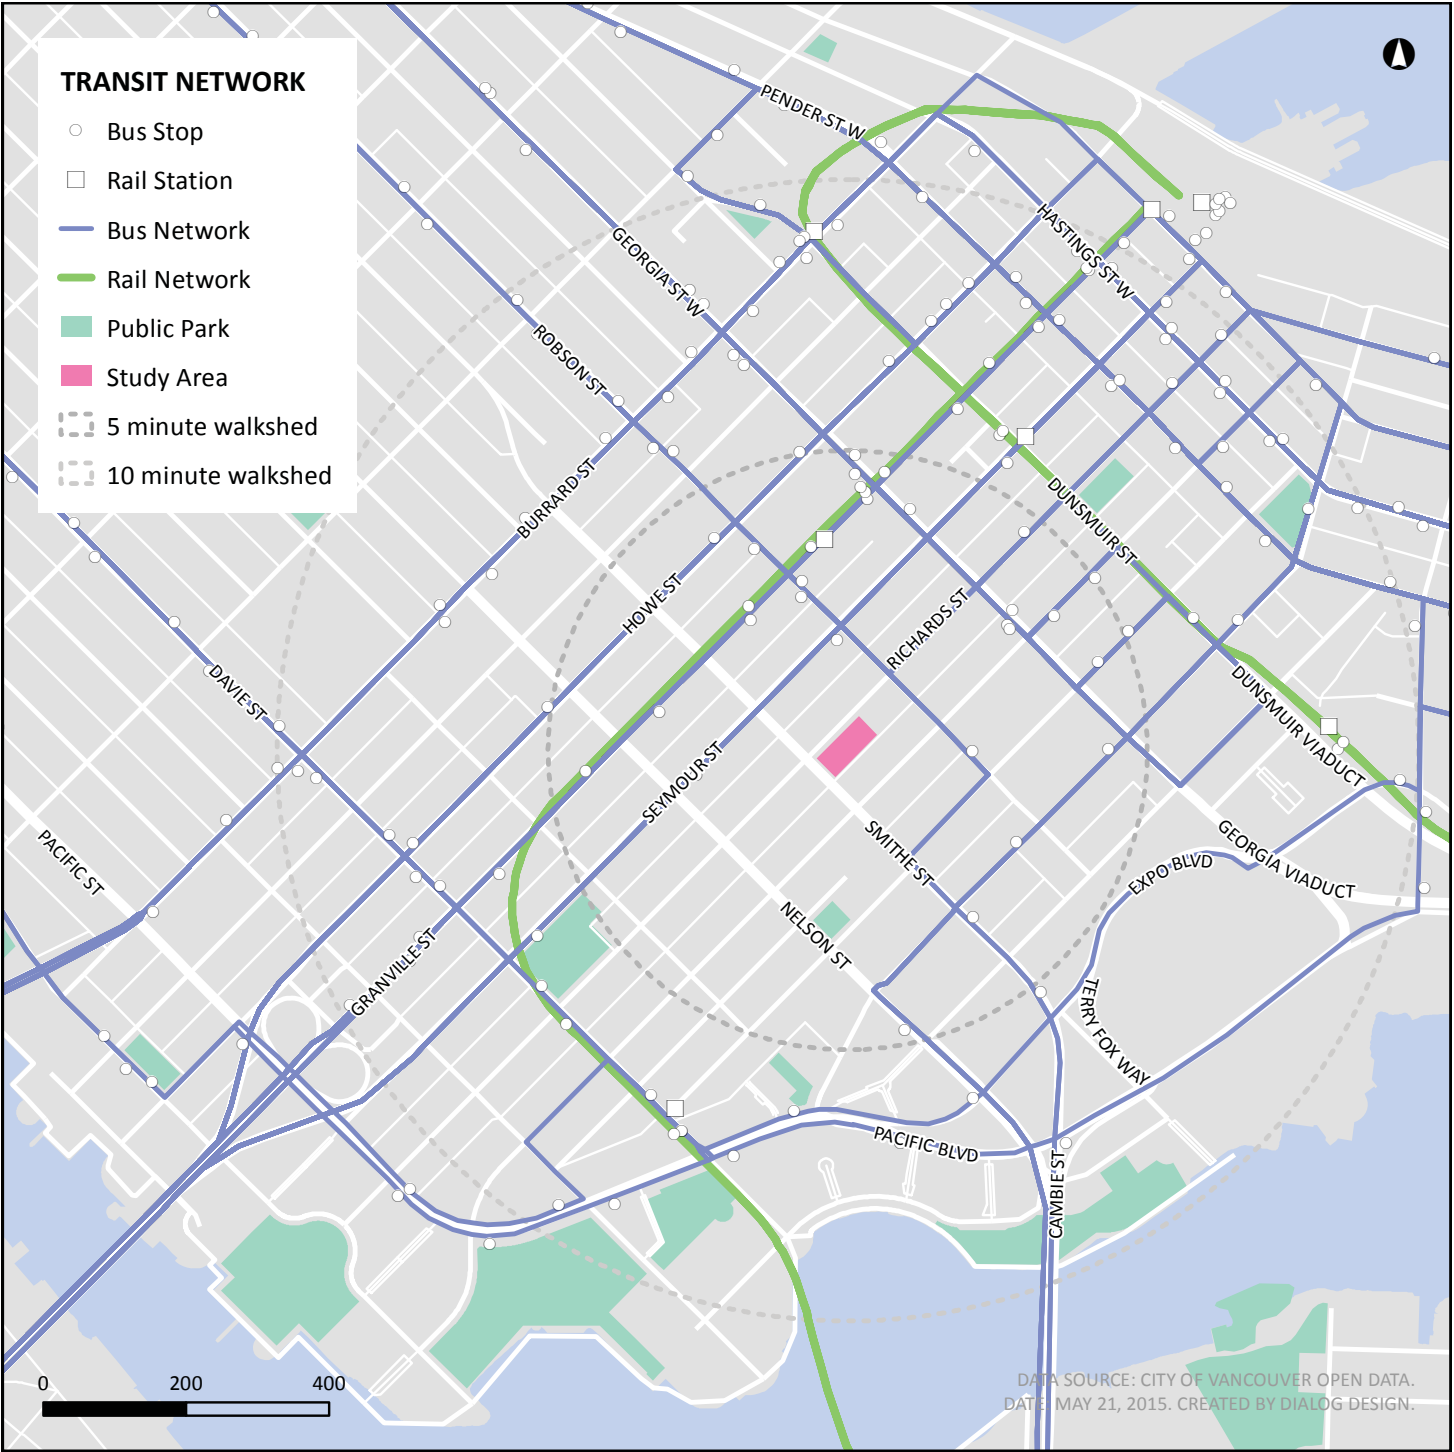 TRANSIT NETWORK
Bus Stop
Rail Station
Bus Network
Rail Network
Public Park
Study Area
5 minute walkshed
10 minute walkshed
PENDER ST W
HASTINGS ST W
GEORGIA ST W
ROBSON ST
BURRARD ST
DUNSMUIR ST
HOWE ST
RICHARDS ST
DAVIE ST
DUNSMUIR VIADUCT
SEYMOUR ST
PACIFIC ST
SMITHE ST
GEORGIA VIADUCT
EXPO BLVD
NELSON ST
GRANVILLE ST
TERRY FOX WAY
PACIFIC BLVD
CAMBIE ST
0 200 400
DATA SOURCE: CITY OF VANCOUVER OPEN DATA.
DATE: MAY 21, 2015. CREATED BY DIALOG DESIGN.